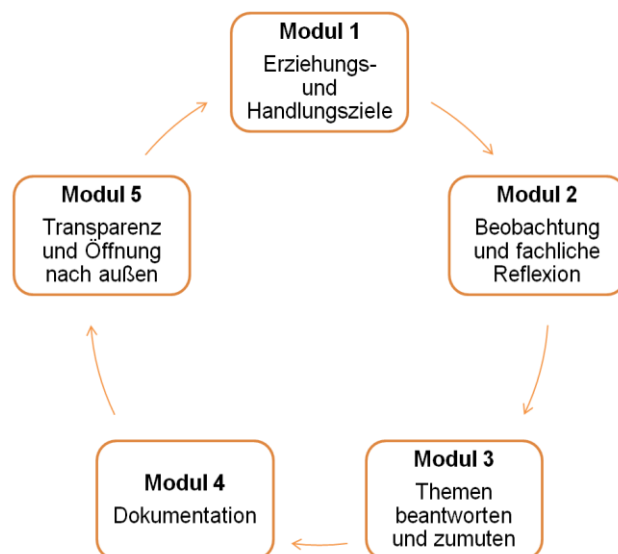 Modul 1
Erziehungs-
und
Handlungsziele
Modul 2
Beobachtung
und fachliche
Reflexion
Modul 3
Themen
beantworten
und zumuten
Modul 4
Dokumentation
Modul 5
Transparenz
und Öffnung
nach außen